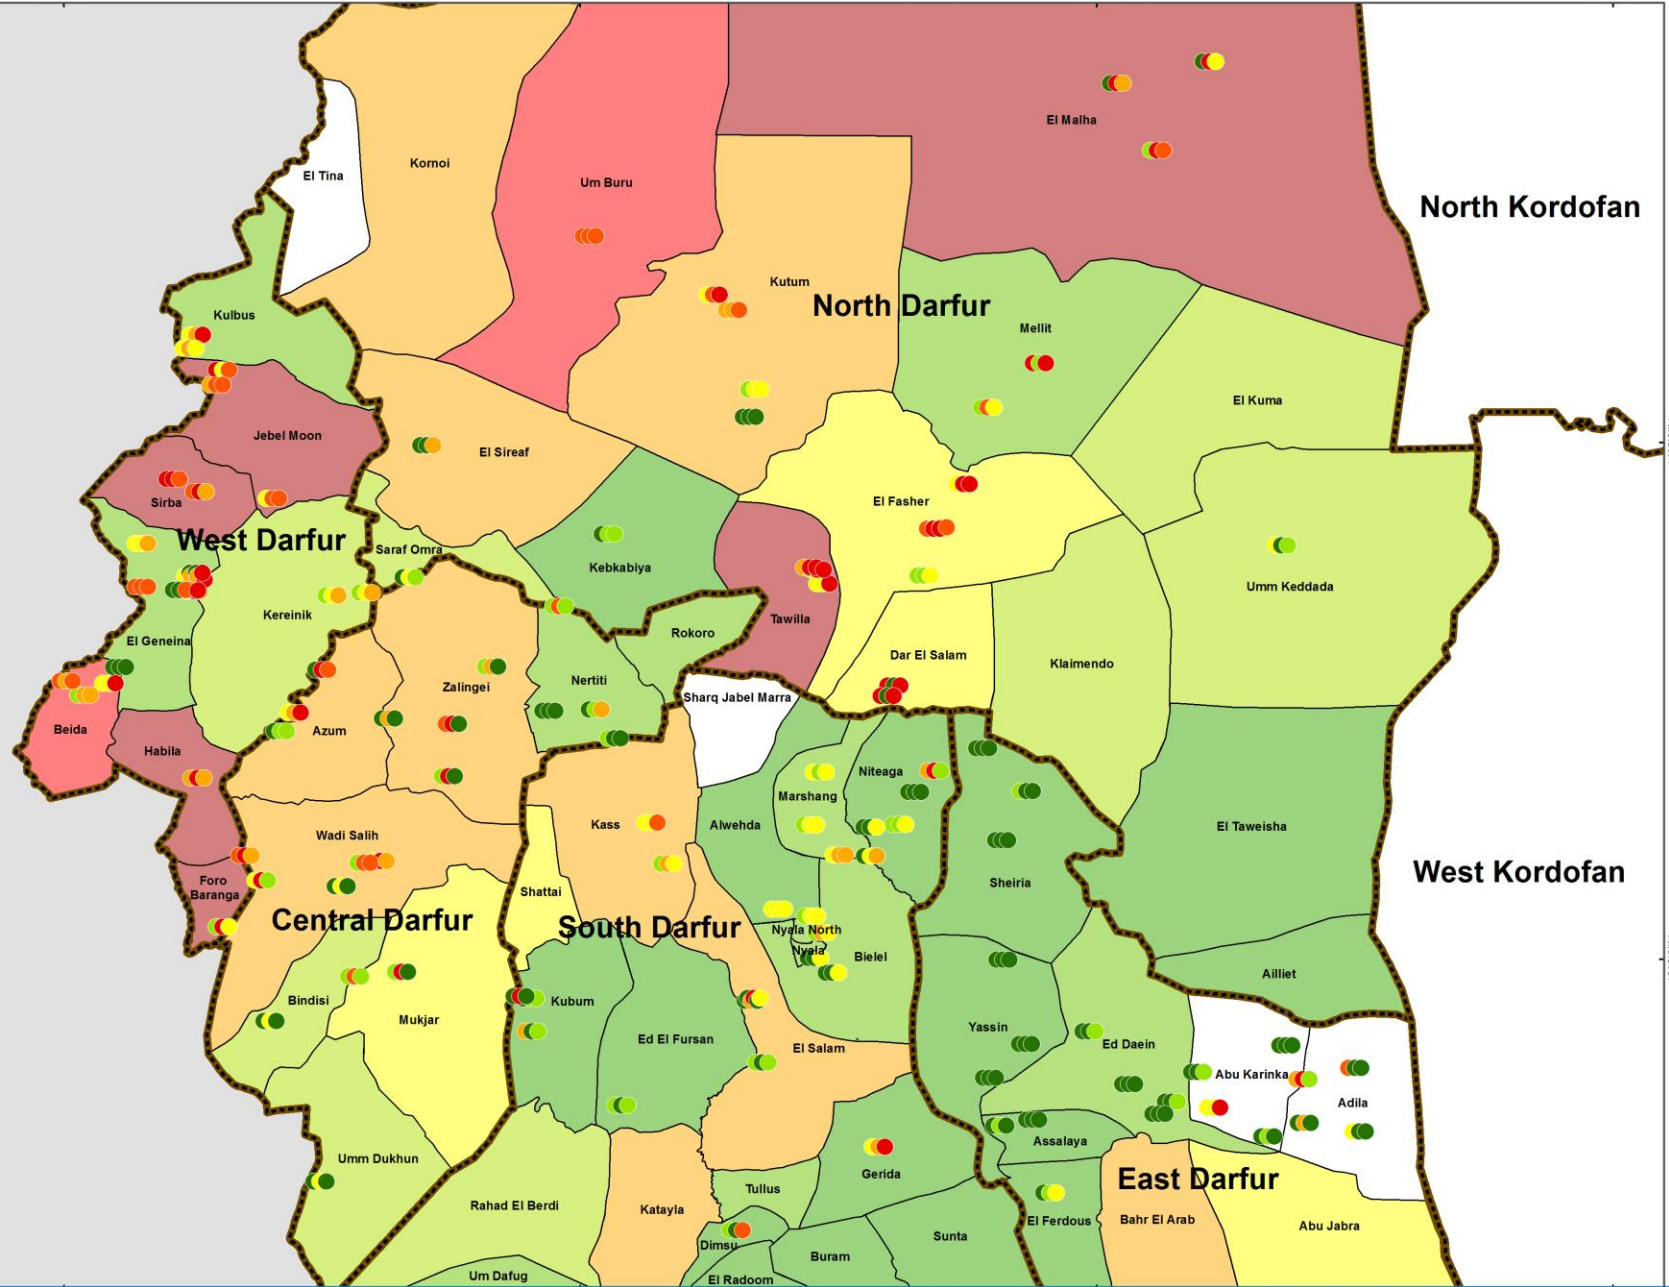 El Malha
Kornoi
El Tina
Um Buru
North Kordofan
Kutum
North Darfur
Kulbus
Mellit
El Kuma
Jebel Moon
El Sireaf
Sirba
El Fasher
West Darfur
Saraf Omra
Kebkabiya
Umm Keddada
Kereinik
Tawilla
Rokoro
El Geneina
Dar El Salam
Klaimendo
Zalingei
Nertiti
Sharq Jabel Marra
Beida
Azum
Habila
Niteaga
Marshang
Kass
Alwehda
El Taweisha
Wadi Salih
West Kordofan
Foro
Baranga
Shattai
Sheiria
Central Darfur
South Darfur
Nyala North
Nyala
Bielel
Ailliet
Bindisi
Kubum
Mukjar
Ed El Fursan
El Salam
Yassin
Ed Daein
Abu Karinka
Adila
Assalaya
Umm Dukhun
Gerida
East Darfur
Tullus
Rahad El Berdi
Katayla
El Ferdous
Bahr El Arab
Abu Jabra
Dimsu
Sunta
Buram
Um Dafug
El Radoom